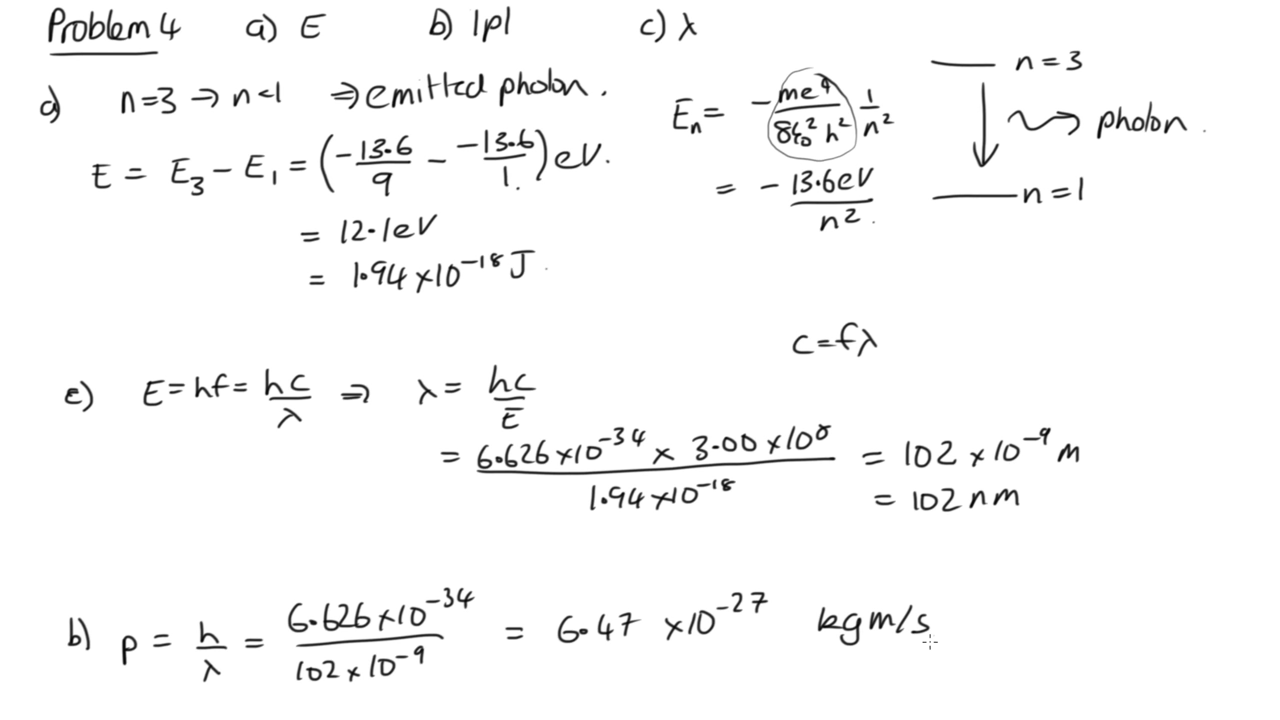 Problem 4 a) E b) |p| c) λ
a) n=3 → n=1 ⇒ emitted photon.
E = E₃ − E₁ = (−13.6/9 − −13.6/1.) eV.
= 12.1eV
= 1.94 × 10⁻¹⁸ J.
Eₙ = − me⁴/8ε₀² h² 1/n²
= − 13.6eV/n².
n = 3
photon.
n = 1
c = fλ
c) E = hf = hc/λ ⇒ λ = hc/E
= 6.626 × 10⁻³⁴ × 3.00 × 10⁸/1.94 × 10⁻¹⁸ = 102 × 10⁻⁹ m
= 102 nm
b) p = h/λ = 6.626 × 10⁻³⁴/102 × 10⁻⁹ = 6.47 × 10⁻²⁷ kgm/s